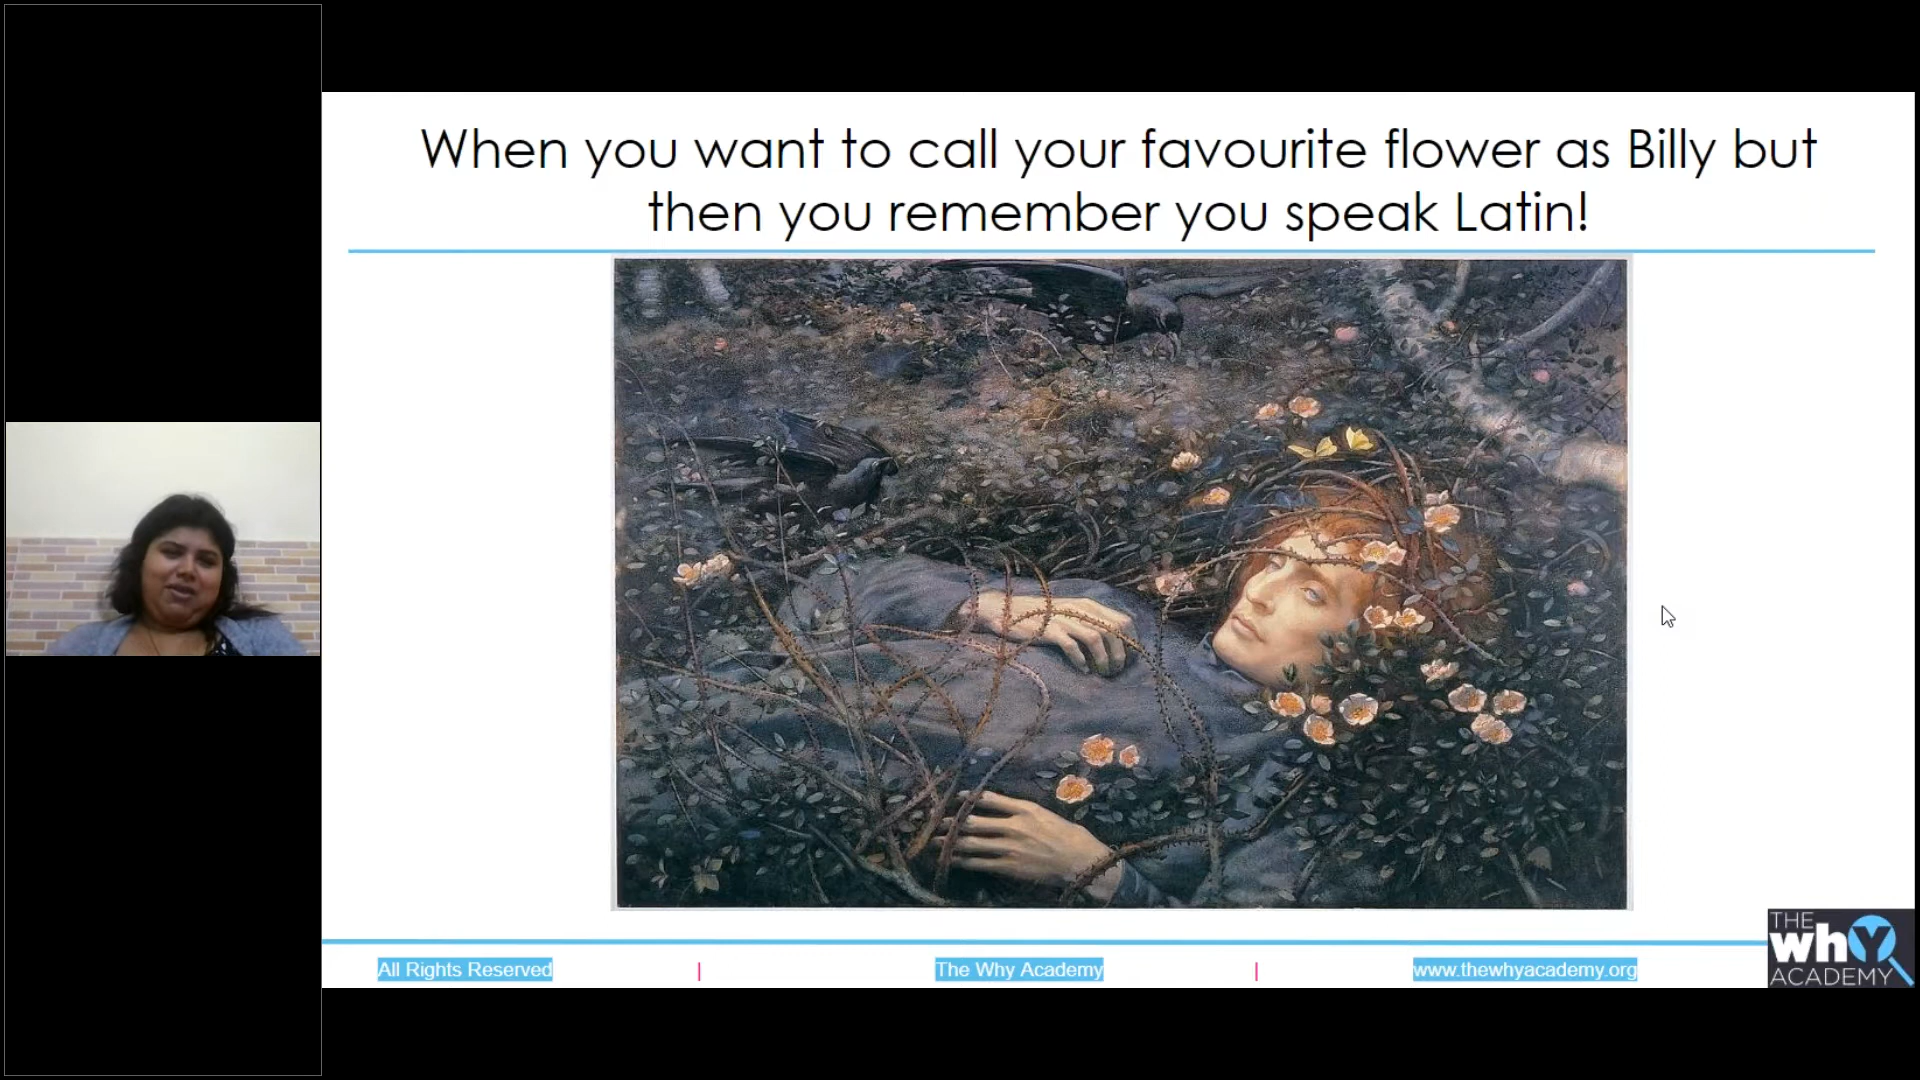 When you want to call your favourite flower as Billy but
then you remember you speak Latin!
All Rights Reserved | The Why Academy | www.thewhyacademy.org
THE
whY
ACADEMY